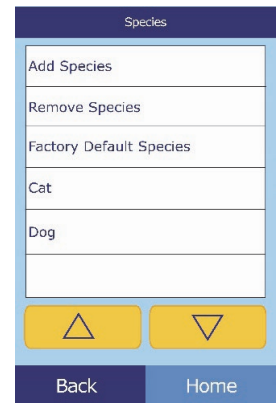 Species
Add Species
Remove Species
Factory Default Species
Cat
Dog
Back Home